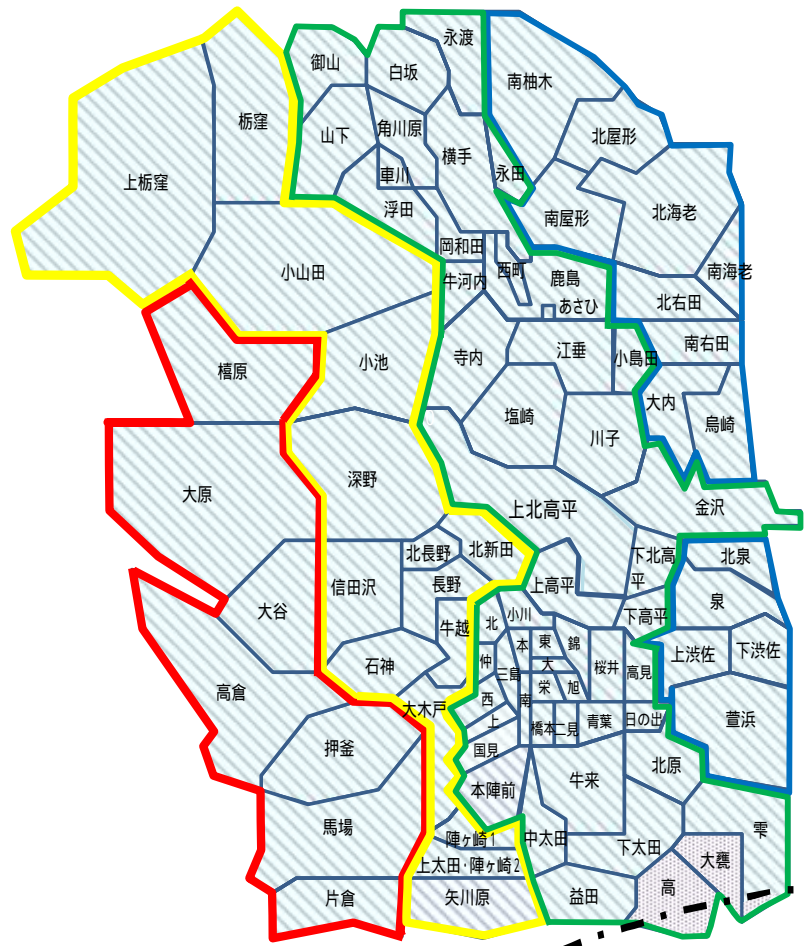 永渡
御山
白坂
南柚木
栃窪
角川原
山下
北屋形
横手
車川
永田
上栃窪
浮田
南屋形
北海老
岡和田
小山田
西町
鹿島
南海老
牛河内
あさひ
北右田
南右田
寺内
江垂
小島田
小池
橲原
大内
塩崎
烏崎
川子
深野
大原
上北高平
金沢
北新田
北長野
下北高
平
北泉
長野
上高平
信田沢
泉
大谷
小川
下高平
北
牛越
本
東
錦
上渋佐
下渋佐
石神
仲
三島
大
桜井
高見
高倉
西
南
栄
旭
大木戸
萱浜
上
橋本
二見
青葉
日の出
押釜
国見
北原
牛来
本陣前
馬場
陣ヶ崎1
中太田
下太田
雫
上太田・陣ヶ崎2
大甕
片倉
矢川原
益田
高